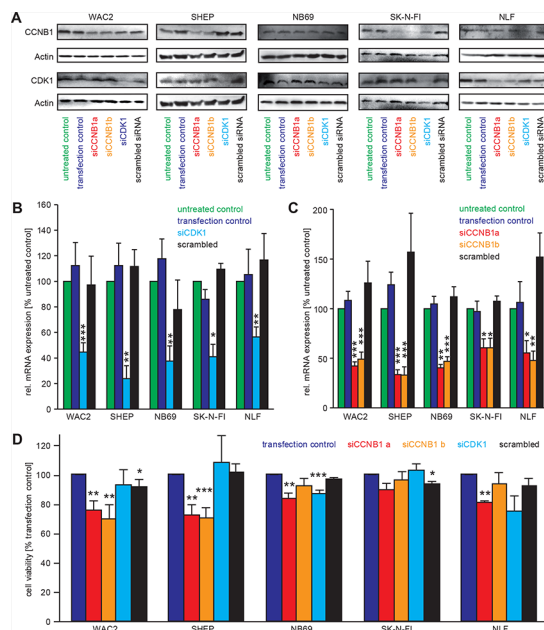 A
WAC2 SHEP NB69 SK-N-FI NLF
CCNB1
Actin
CDK1
Actin
untreated control transfection control siCCNB1a siCCNB1b siCDK1 scrambled siRNA
untreated control transfection control siCCNB1a siCCNB1b siCDK1 scrambled siRNA
untreated control transfection control siCCNB1a siCCNB1b siCDK1 scrambled siRNA
untreated control transfection control siCCNB1a siCCNB1b siCDK1 scrambled siRNA
untreated control transfection control siCCNB1a siCCNB1b siCDK1 scrambled siRNA
B
rel. mRNA expression [% untreated control]
160
140
120
100
80
60
40
20
0
untreated control
transfection control
siCDK1
scrambled
*** ** ** * **
WAC2 SHEP NB69 SK-N-FI NLF
C
rel. mRNA expression [% untreated control]
200
150
100
50
0
untreated control
transfection control
siCCNB1a
siCCNB1b
scrambled
*** *** *** *** ** ** * ** * **
WAC2 SHEP NB69 SK-N-FI NLF
D
cell viability [% transfection control]
120
100
80
60
40
20
0
transfection control siCCNB1 a siCCNB1 b siCDK1 scrambled
** ** * ** *** ** *** * **
WAC2 SHEP NB69 SK-N-FI NLF